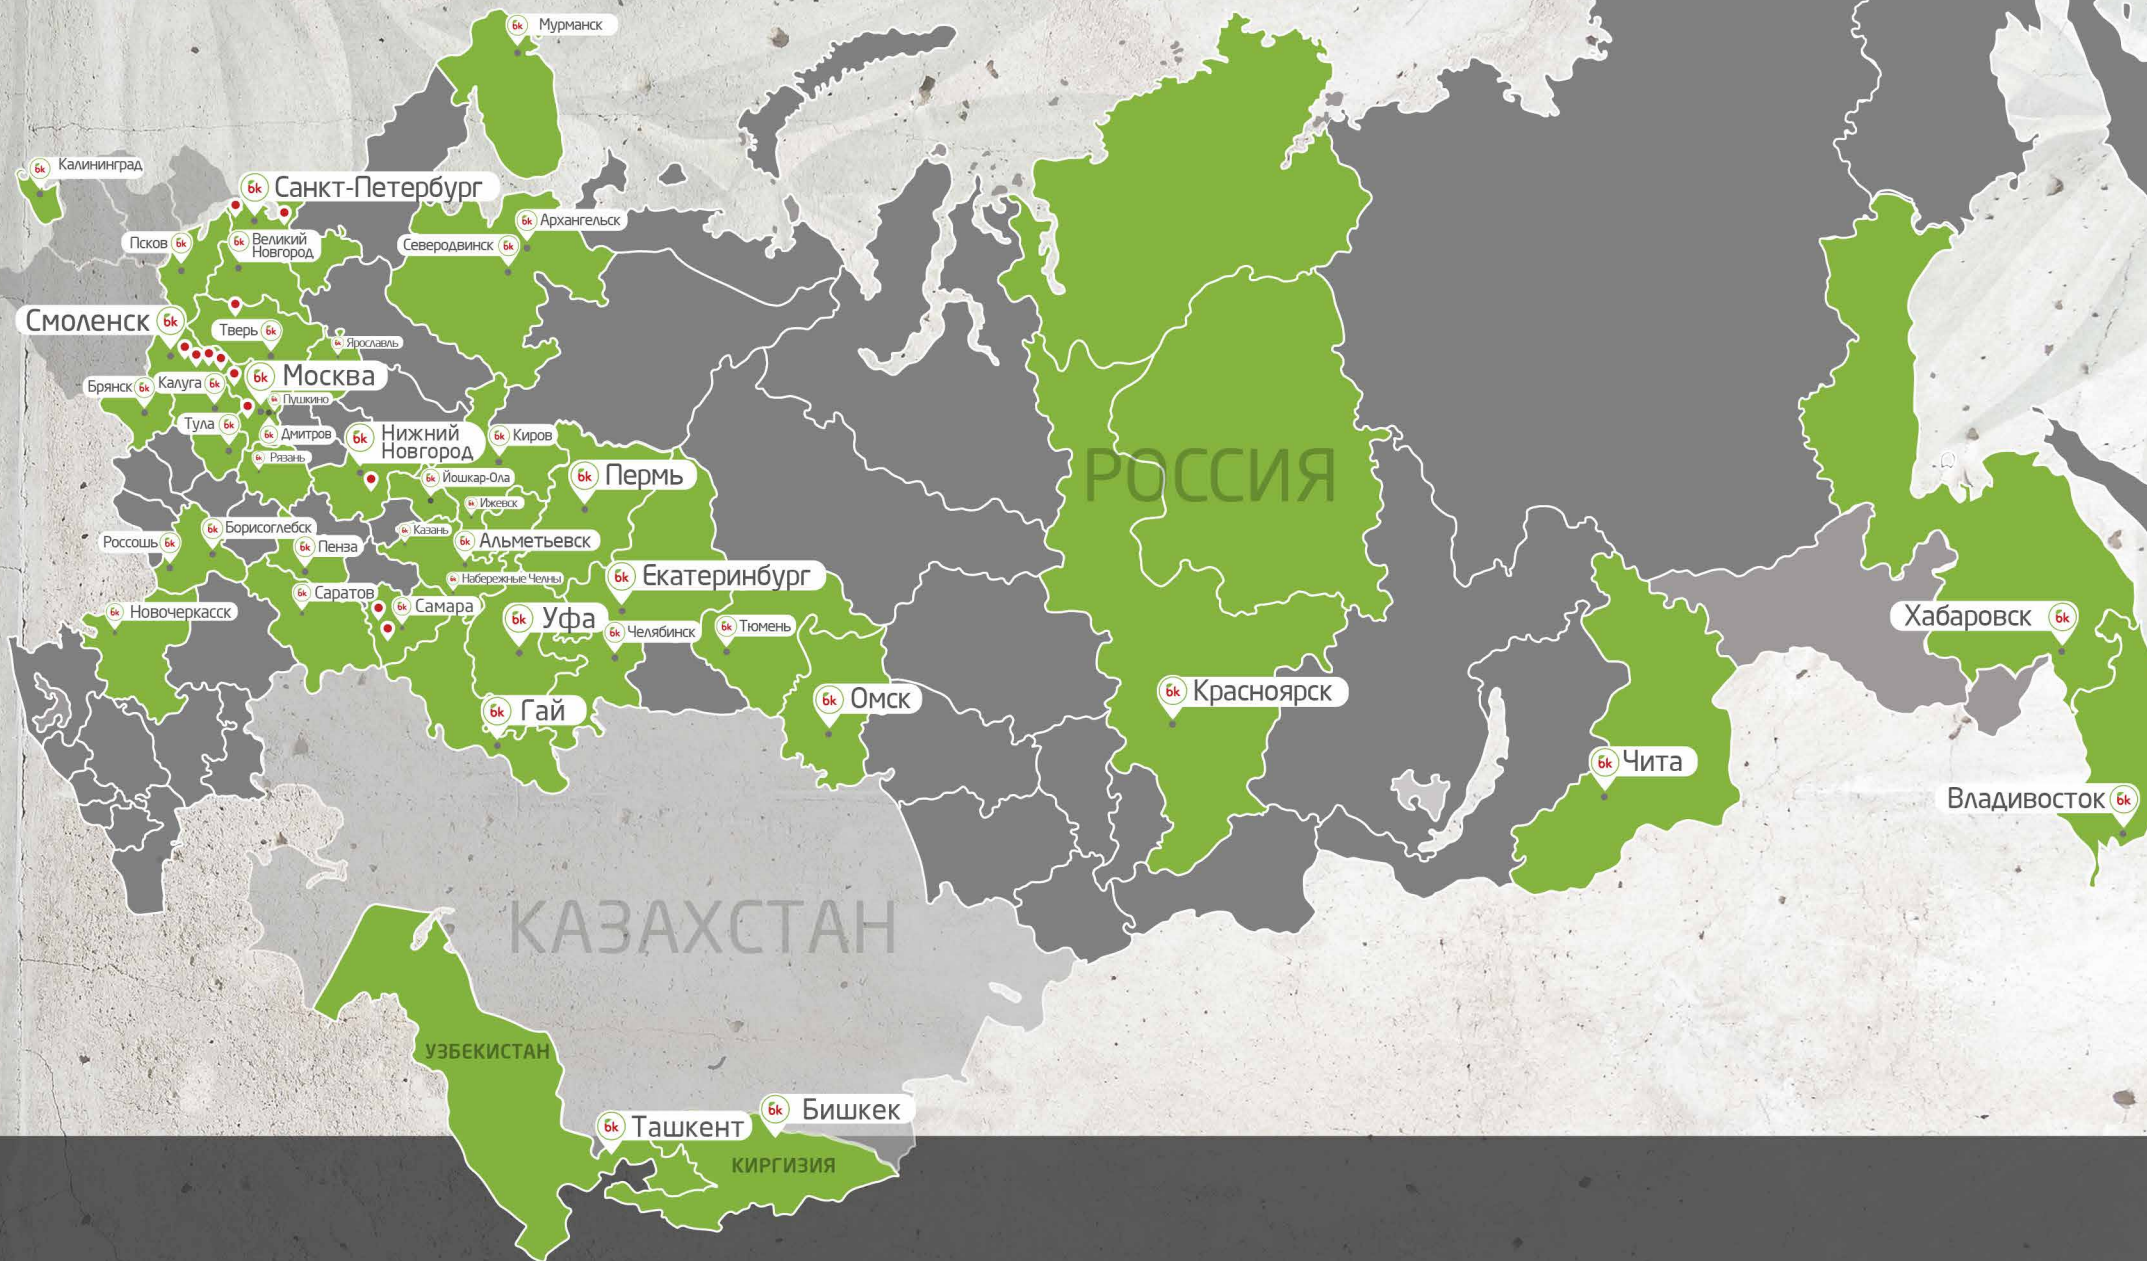 Мурманск
Калининград
Санкт-Петербург
Архангельск
Псков
Великий
Новгород
Северодвинск
Смоленск
Тверь
Ярославль
Москва
Брянск
Калуга
Пушкино
Тула
Дмитров
Нижний
Новгород
Киров
Рязань
РОССИЯ
Пермь
Йошкар-Ола
Ижевск
Борисоглебск
Казань
Россошь
Пенза
Альметьевск
Набережные Челны
Екатеринбург
Саратов
Самара
Новочеркасск
Уфа
Челябинск
Тюмень
Хабаровск
Гай
Омск
Красноярск
Чита
Владивосток
КАЗАХСТАН
УЗБЕКИСТАН
Ташкент
Бишкек
КИРГИЗИЯ